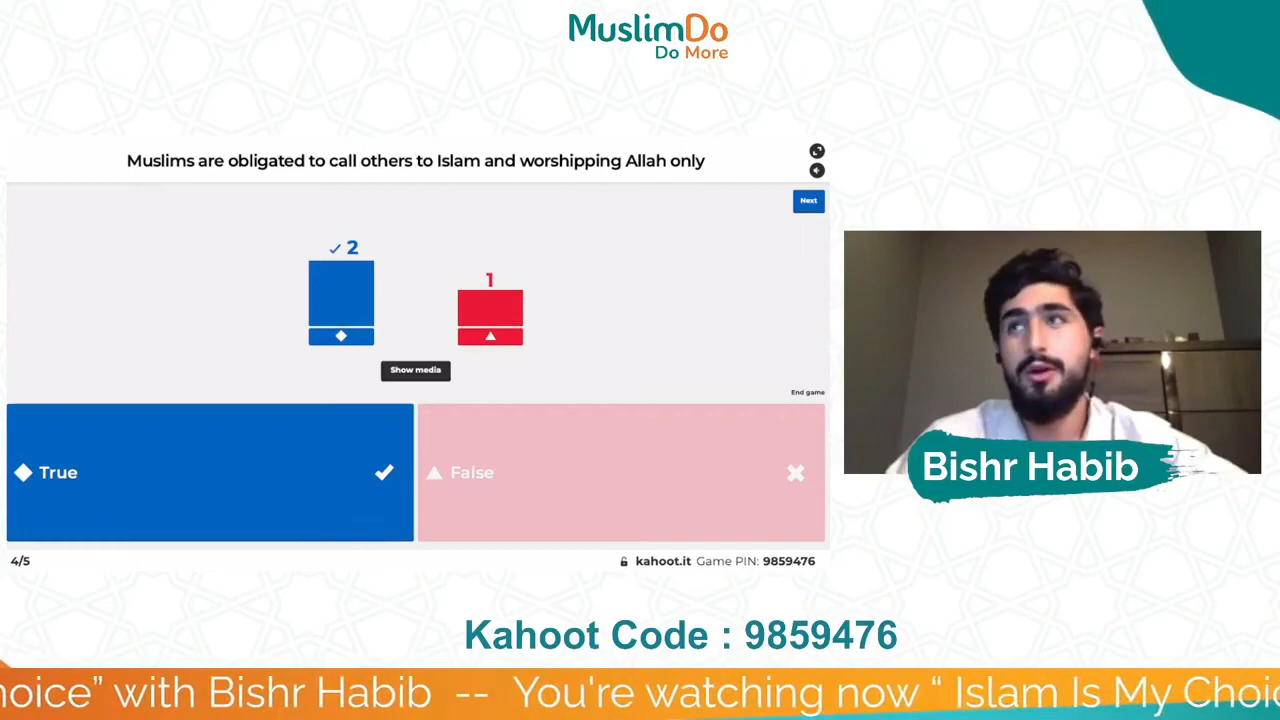 MuslimDo
Do More
Muslims are obligated to call others to Islam and worshipping Allah only
Next
2
1
Show media
End game
True
False
4/5
kahoot.it Game PIN: 9859476
Bishr Habib
Kahoot Code : 9859476
hoice” with Bishr Habib -- You're watching now “ Islam Is My Choic